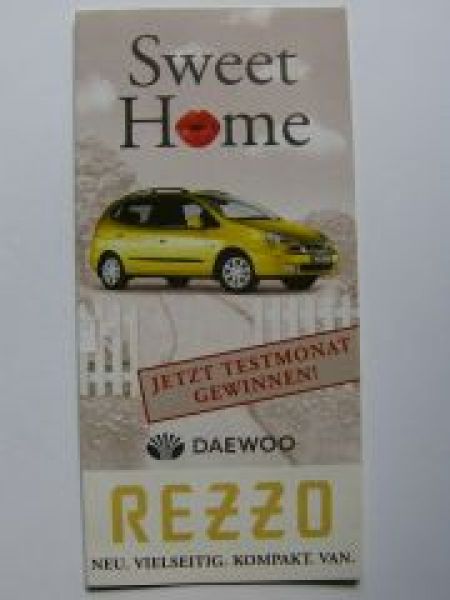 Sweet
Home
JETZT TESTMONAT
GEWINNEN!
DAEWOO
REZZO
NEU. VIELSEITIG. KOMPAKT. VAN.